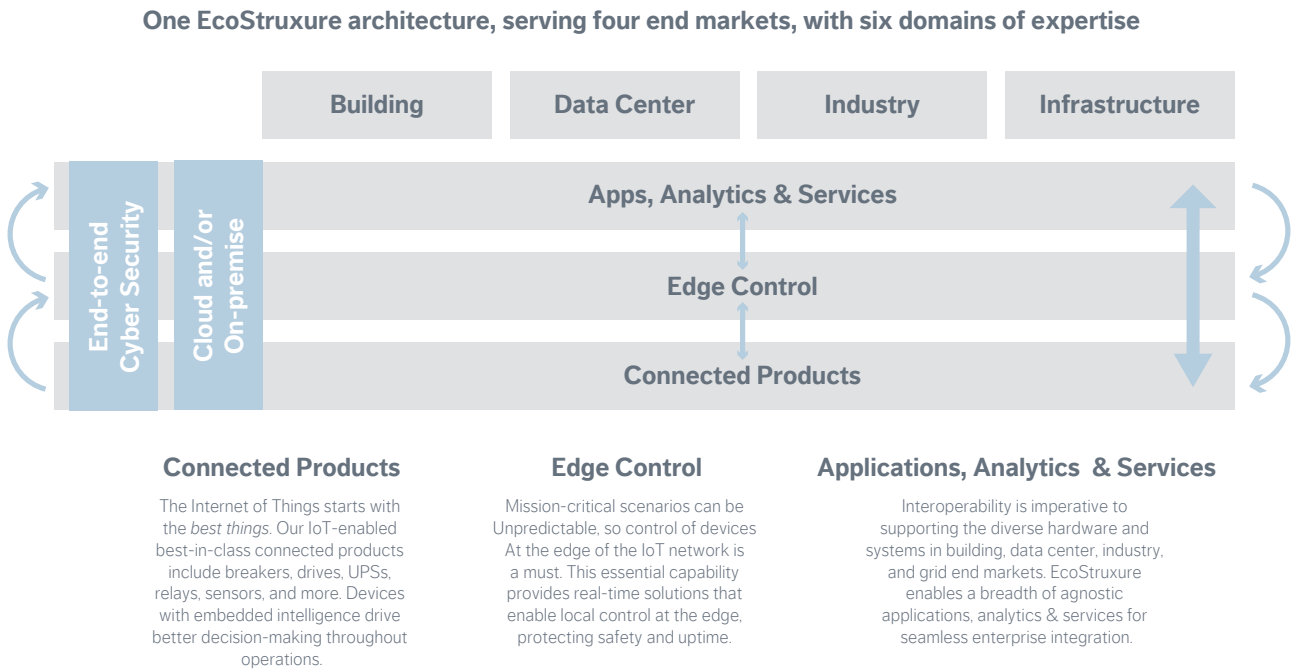 One EcoStruxure architecture, serving four end markets, with six domains of expertise
Building
Data Center
Industry
Infrastructure
End-to-end
Cyber Security
Cloud and/or
On-premise
Apps, Analytics & Services
Edge Control
Connected Products
Connected Products
The Internet of Things starts with
the best things. Our IoT-enabled
best-in-class connected products
include breakers, drives, UPSs,
relays, sensors, and more. Devices
with embedded intelligence drive
better decision-making throughout
operations.
Edge Control
Mission-critical scenarios can be
Unpredictable, so control of devices
At the edge of the IoT network is
a must. This essential capability
provides real-time solutions that
enable local control at the edge,
protecting safety and uptime.
Applications, Analytics & Services
Interoperability is imperative to
supporting the diverse hardware and
systems in building, data center, industry,
and grid end markets. EcoStruxure
enables a breadth of agnostic
applications, analytics & services for
seamless enterprise integration.